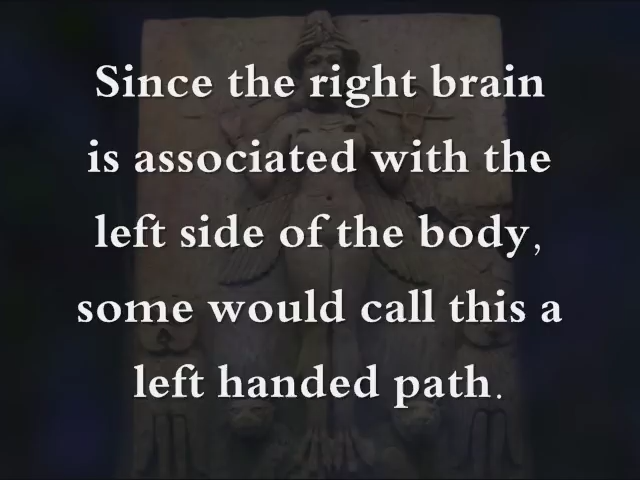 Since the right brain
is associated with the
left side of the body,
some would call this a
left handed path.